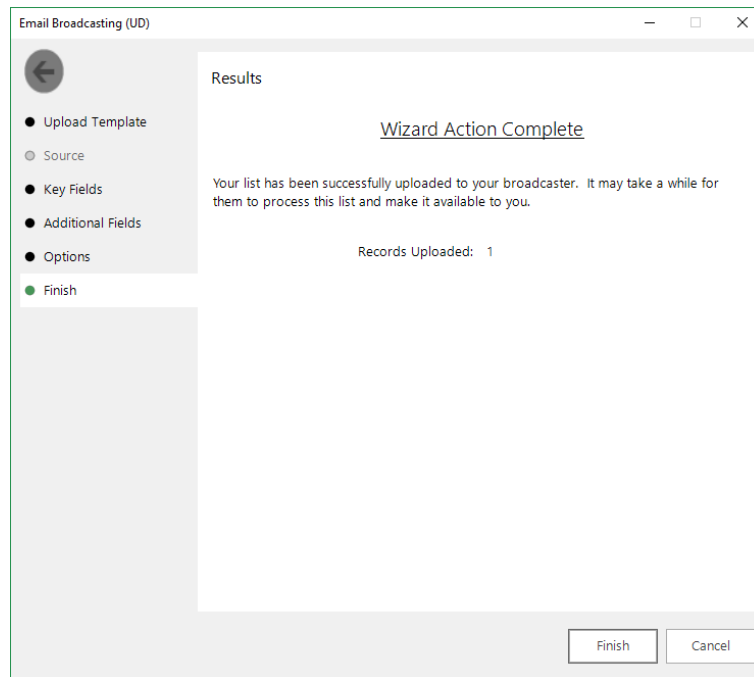 Email Broadcasting (UD)
Results
Upload Template
Source
Key Fields
Additional Fields
Options
Finish
Wizard Action Complete
Your list has been successfully uploaded to your broadcaster.  It may take a while for
them to process this list and make it available to you.
Records Uploaded:  1
Finish
Cancel